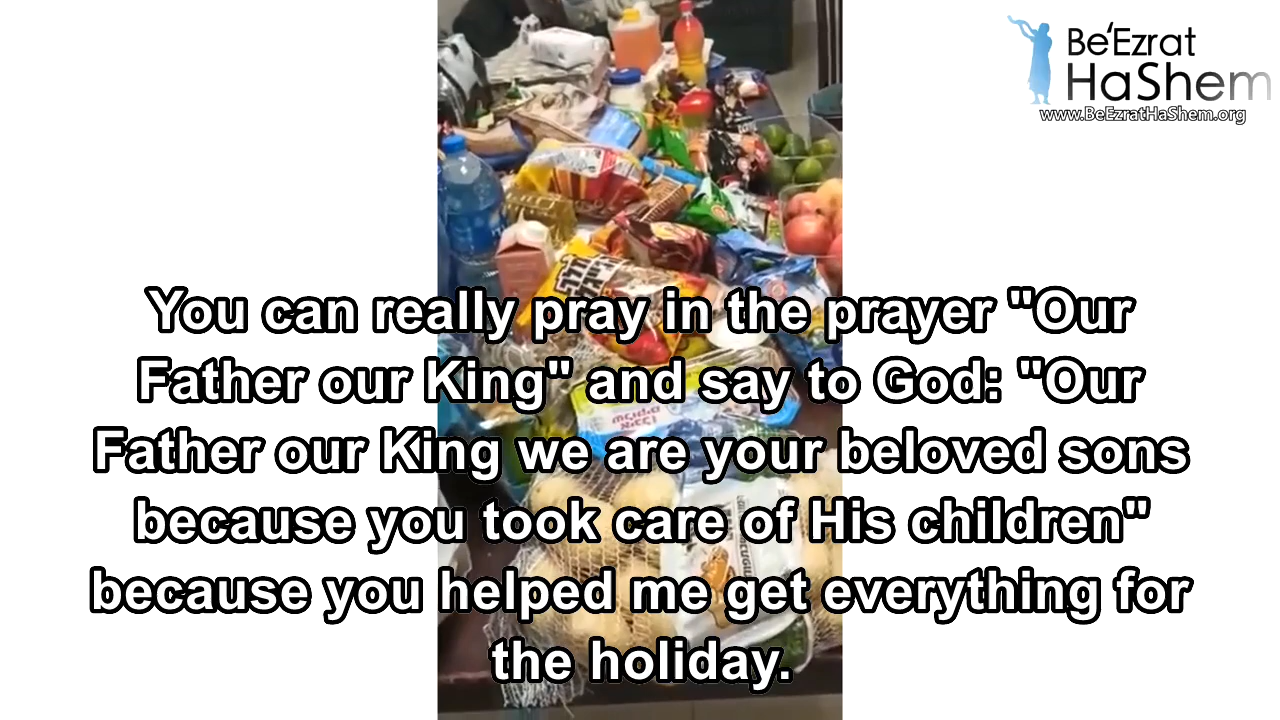 Be'Ezrat
HaShem
www.BeEzratHaShem.org
You can really pray in the prayer "Our
Father our King" and say to God: "Our
Father our King we are your beloved sons
because you took care of His children"
because you helped me get everything for
the holiday.